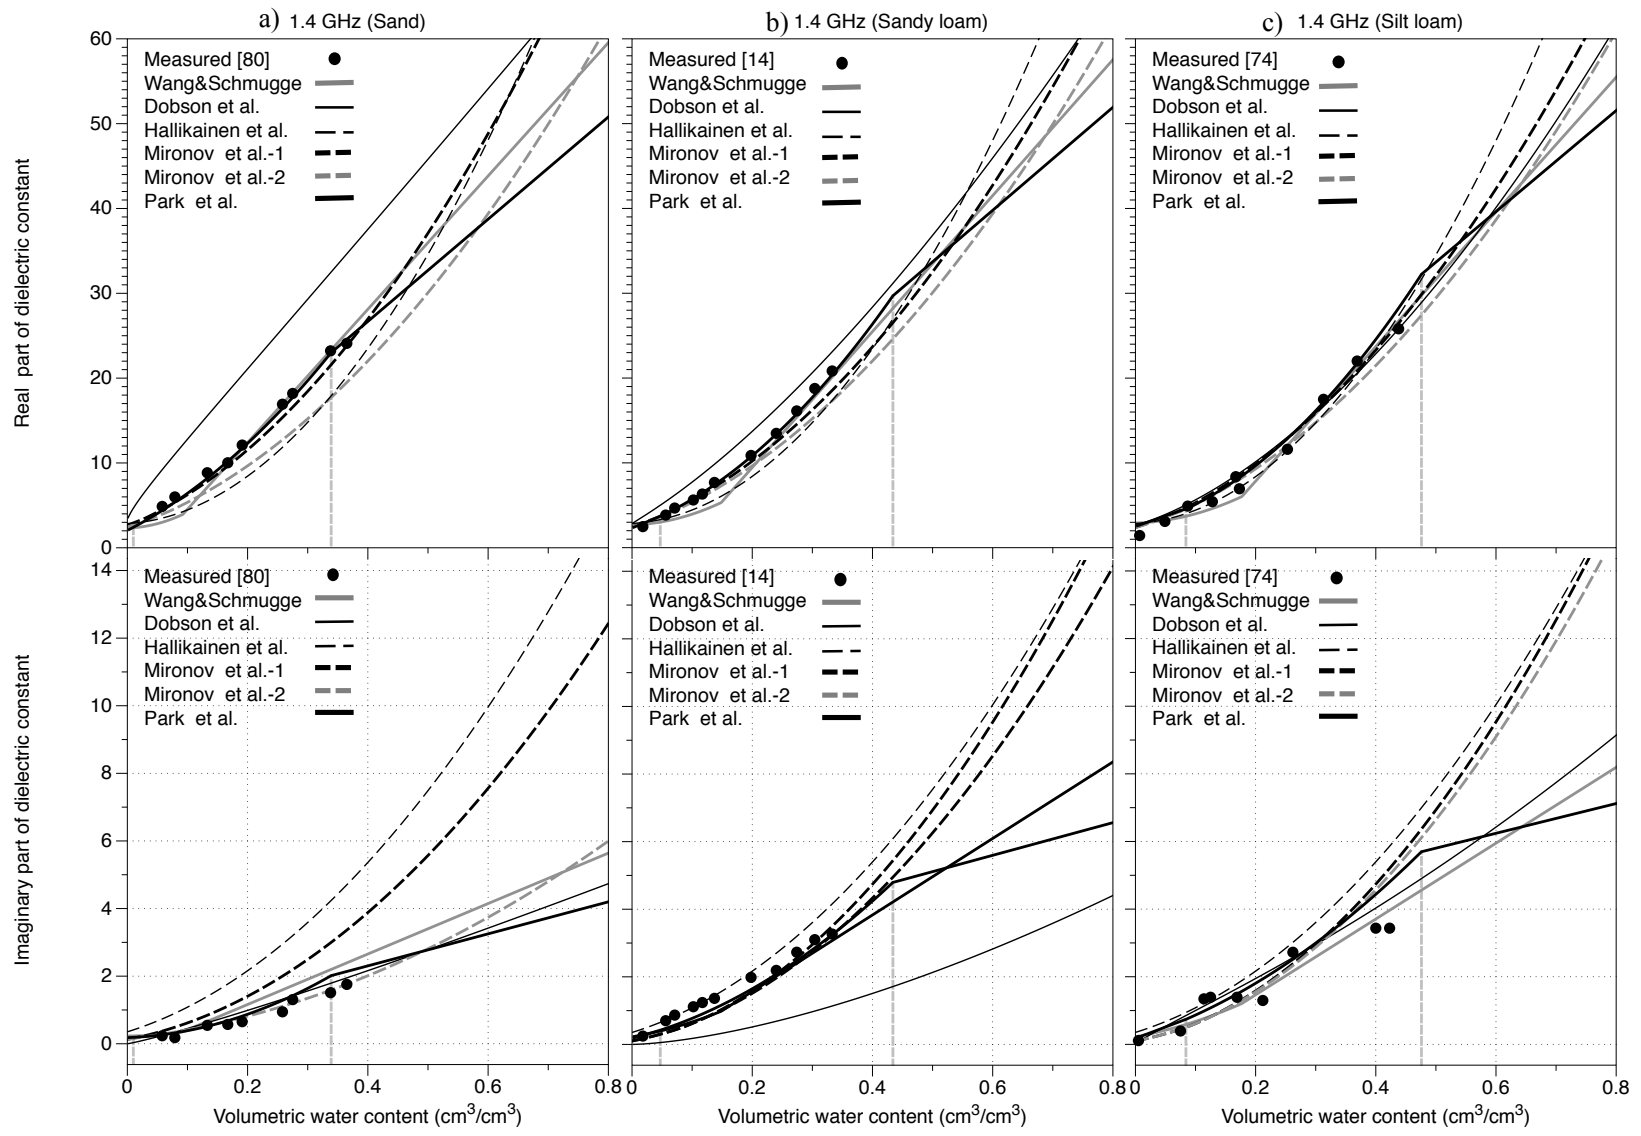 a) 1.4 GHz (Sand)
b) 1.4 GHz (Sandy loam)
c) 1.4 GHz (Silt loam)
Real part of dielectric constant
60
50
40
30
20
10
0
Measured [80]
Wang&Schmugge
Dobson et al.
Hallikainen et al.
Mironov et al.-1
Mironov et al.-2
Park et al.
Measured [14]
Wang&Schmugge
Dobson et al.
Hallikainen et al.
Mironov et al.-1
Mironov et al.-2
Park et al.
Measured [74]
Wang&Schmugge
Dobson et al.
Hallikainen et al.
Mironov et al.-1
Mironov et al.-2
Park et al.
Imaginary part of dielectric constant
14
12
10
8
6
4
2
0
Measured [80]
Wang&Schmugge
Dobson et al.
Hallikainen et al.
Mironov et al.-1
Mironov et al.-2
Park et al.
Measured [14]
Wang&Schmugge
Dobson et al.
Hallikainen et al.
Mironov et al.-1
Mironov et al.-2
Park et al.
Measured [74]
Wang&Schmugge
Dobson et al.
Hallikainen et al.
Mironov et al.-1
Mironov et al.-2
Park et al.
0 0.2 0.4 0.6 0.8
0 0.2 0.4 0.6 0.8
0 0.2 0.4 0.6 0.8
Volumetric water content (cm³/cm³)
Volumetric water content (cm³/cm³)
Volumetric water content (cm³/cm³)